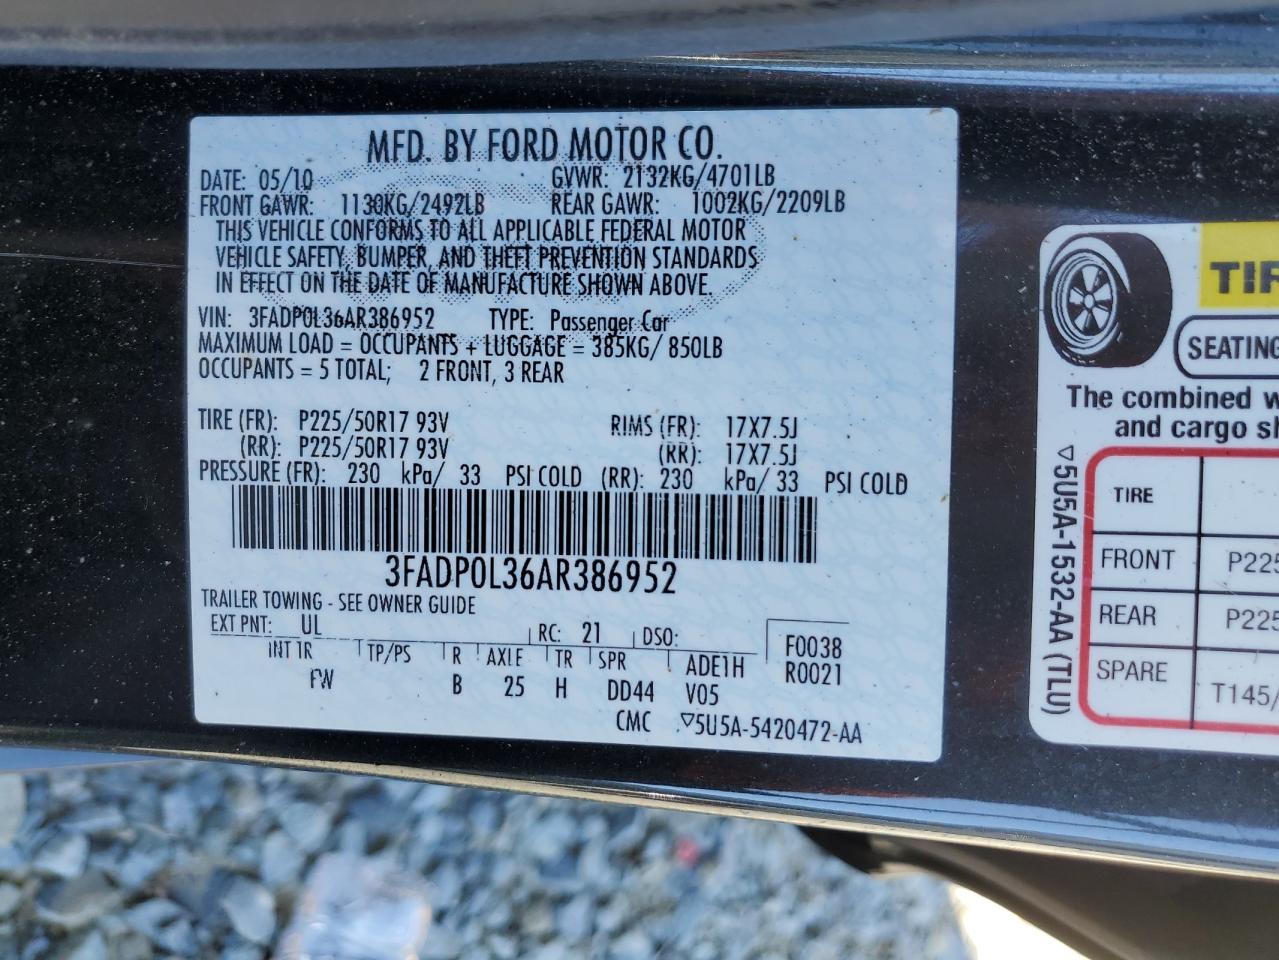 MFD. BY FORD MOTOR CO.
DATE: 05/10 GVWR: 2132KG/4701LB
FRONT GAWR: 1130KG/2492LB REAR GAWR: 1002KG/2209LB
THIS VEHICLE CONFORMS TO ALL APPLICABLE FEDERAL MOTOR
VEHICLE SAFETY, BUMPER, AND THEFT PREVENTION STANDARDS
IN EFFECT ON THE DATE OF MANUFACTURE SHOWN ABOVE.
VIN: 3FADP0L36AR386952 TYPE: Passenger Car
MAXIMUM LOAD = OCCUPANTS + LUGGAGE = 385KG/ 850LB
OCCUPANTS = 5 TOTAL; 2 FRONT, 3 REAR
TIRE (FR): P225/50R17 93V RIMS (FR): 17X7.5J
(RR): P225/50R17 93V (RR): 17X7.5J
PRESSURE (FR): 230 kPa/ 33 PSI COLD (RR): 230 kPa/ 33 PSI COLD
3FADP0L36AR386952
TRAILER TOWING - SEE OWNER GUIDE
EXT PNT: UL RC: 21 DSO: F0038
INT TR TP/PS R AXLE TR SPR ADE1H R0021
FW B 25 H DD44 V05
CMC ▽5U5A-5420472-AA
TIR
SEATING
The combined w
and cargo sh
TIRE
FRONT P225
REAR P225
SPARE T145/
▽5U5A-1532-AA (TLU)